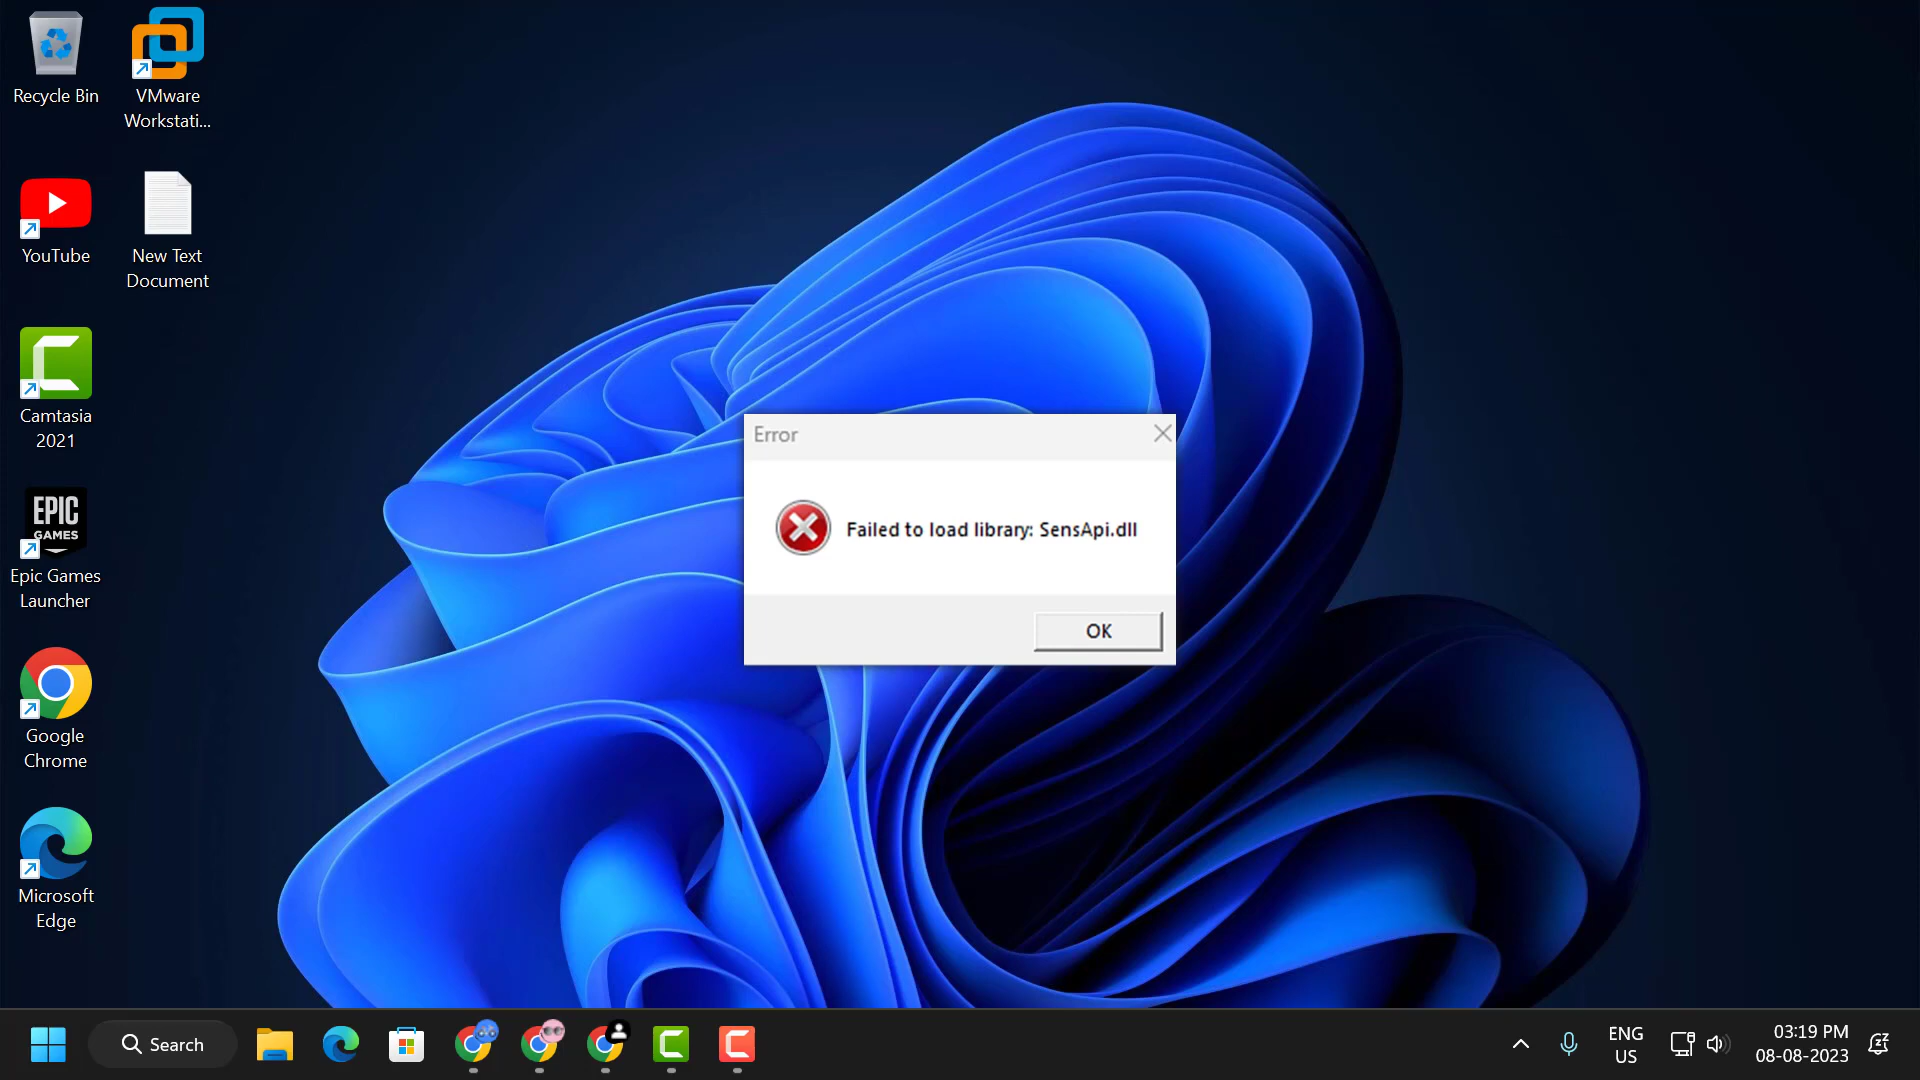 Recycle Bin
VMware
Workstati...
YouTube
New Text
Document
Camtasia
2021
EPIC
GAMES
Epic Games
Launcher
Google
Chrome
Microsoft
Edge
Error
Failed to load library: SensApi.dll
OK
Search
ENG
US
03:19 PM
08-08-2023